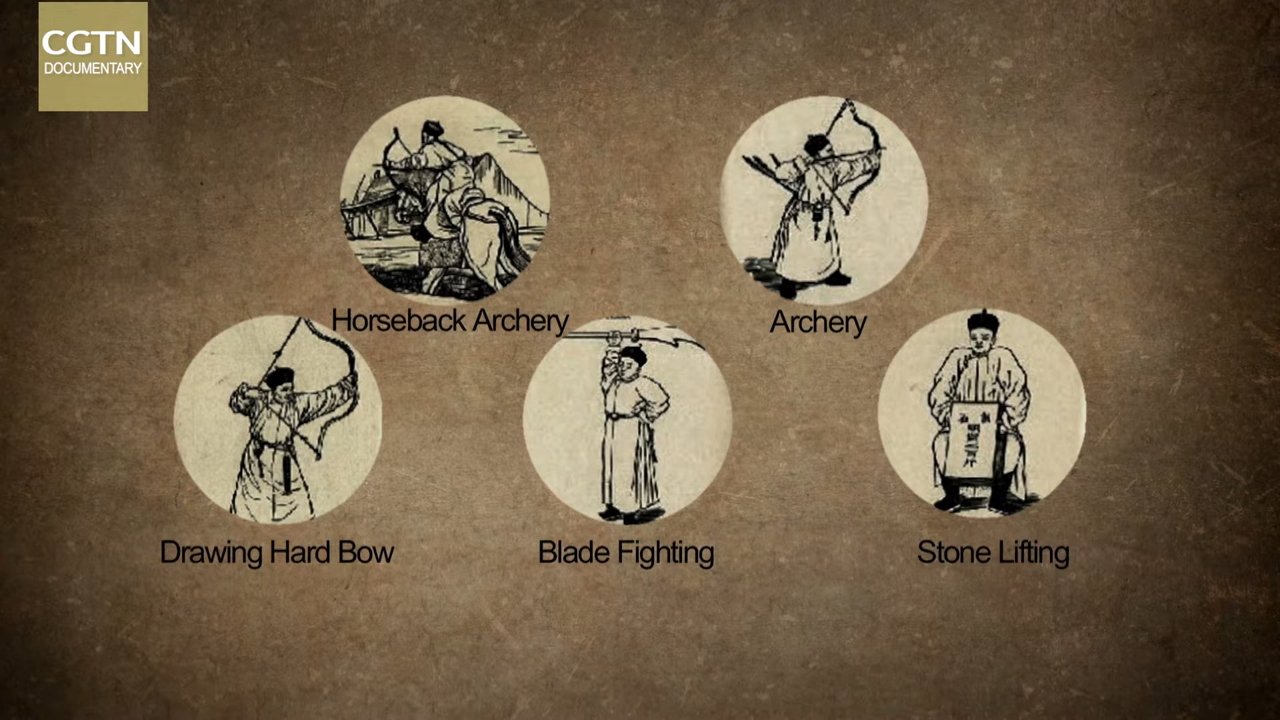 CGTN
DOCUMENTARY
Horseback Archery
Archery
Drawing Hard Bow
Blade Fighting
Stone Lifting